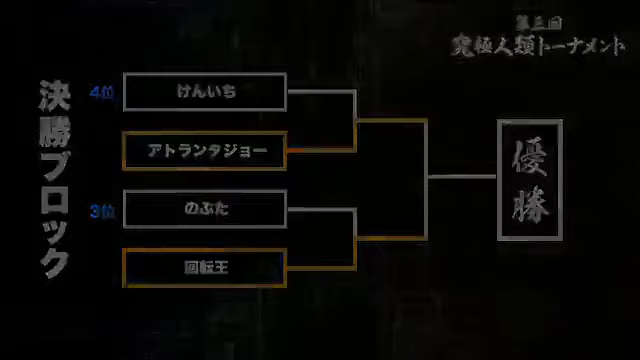 第三回
究極人類トーナメント
決勝ブロック
4位
けんいち
アトランタジョー
3位
のぶた
回転王
優勝